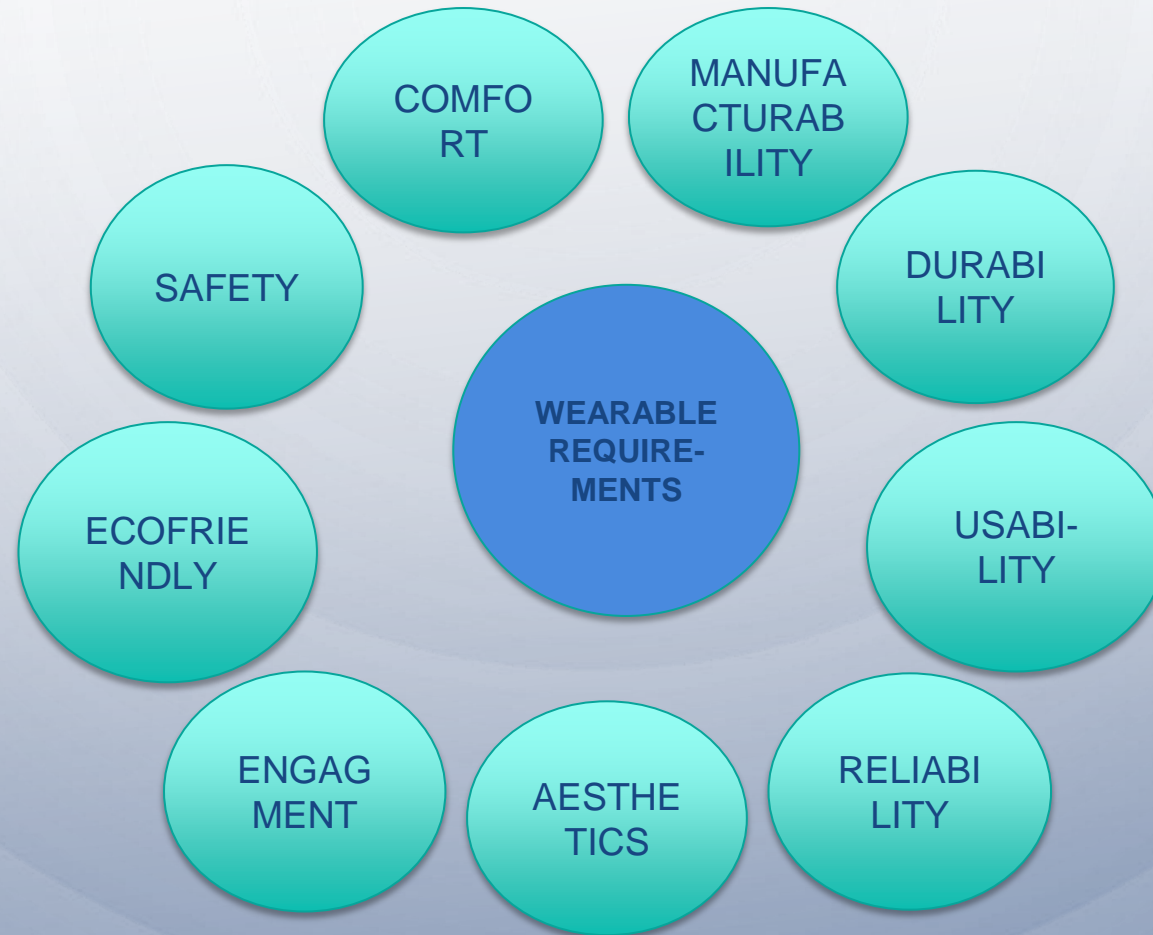 COMFO
RT
MANUFA
CTURAB
ILITY
SAFETY
DURABI
LITY
WEARABLE
REQUIRE-
MENTS
ECOFRIE
NDLY
USABI-
LITY
ENGAG
MENT
AESTHE
TICS
RELIABI
LITY